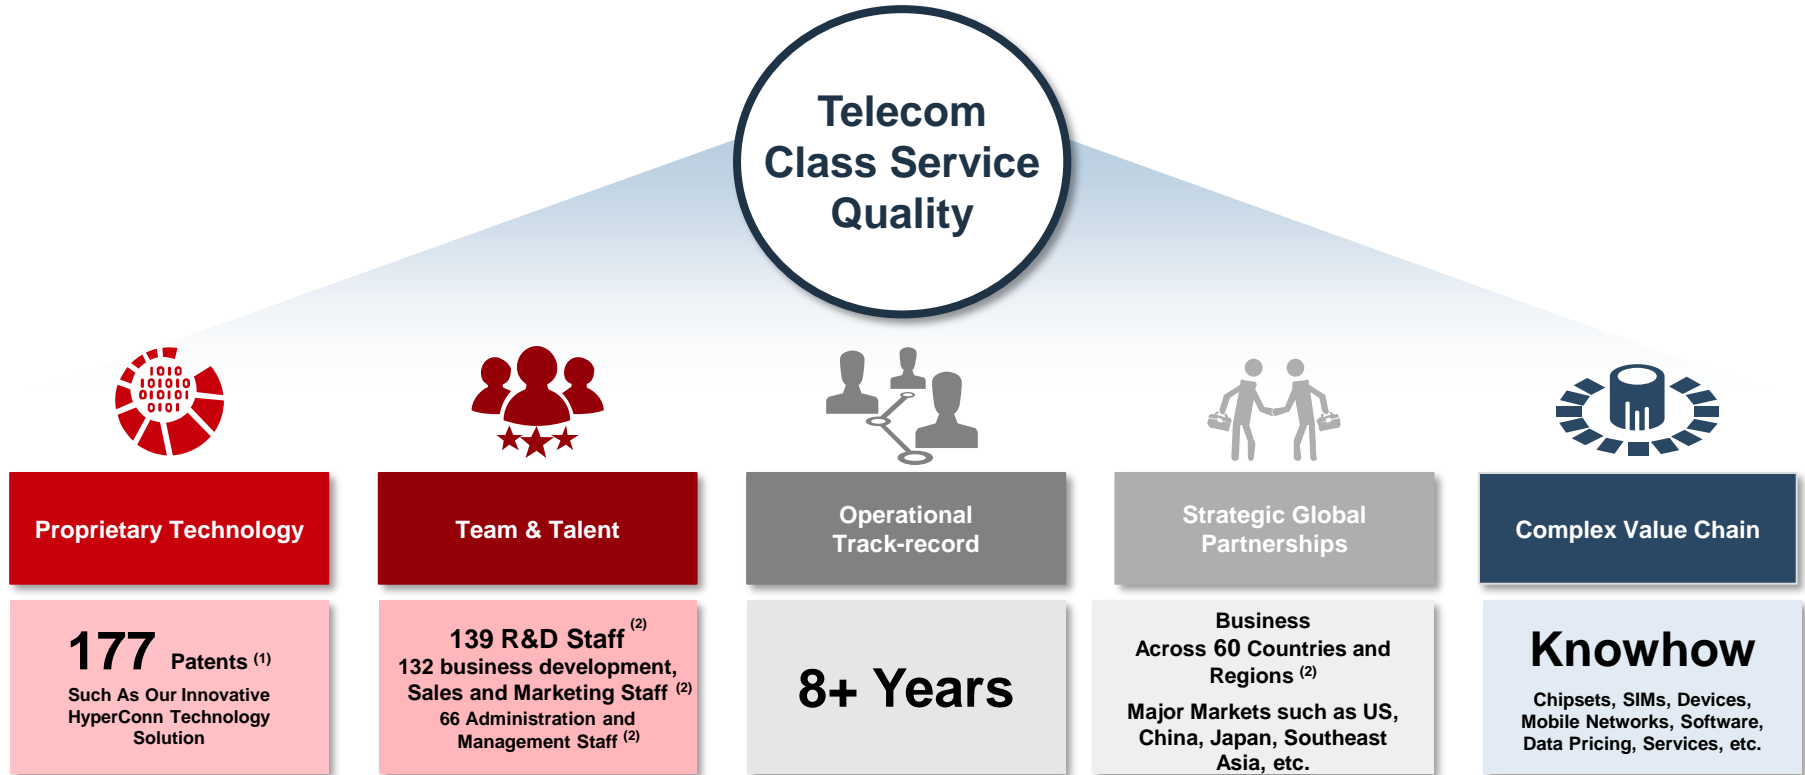 Telecom
Class Service
Quality
1010
101010
0101
Proprietary Technology
Team & Talent
Operational
Track-record
Strategic Global
Partnerships
Complex Value Chain
177 Patents (1)
Such As Our Innovative
HyperConn Technology
Solution
139 R&D Staff (2)
132 business development,
Sales and Marketing Staff (2)
66 Administration and
Management Staff (2)
8+ Years
Business
Across 60 Countries and
Regions (2)
Major Markets such as US,
China, Japan, Southeast
Asia, etc.
Knowhow
Chipsets, SIMs, Devices,
Mobile Networks, Software,
Data Pricing, Services, etc.